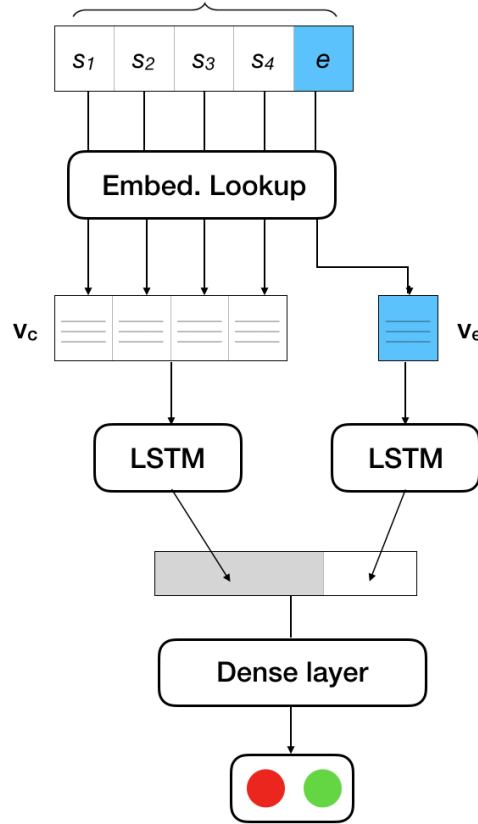 s1 s2 s3 s4 e
Embed. Lookup
vc ve
LSTM LSTM
Dense layer